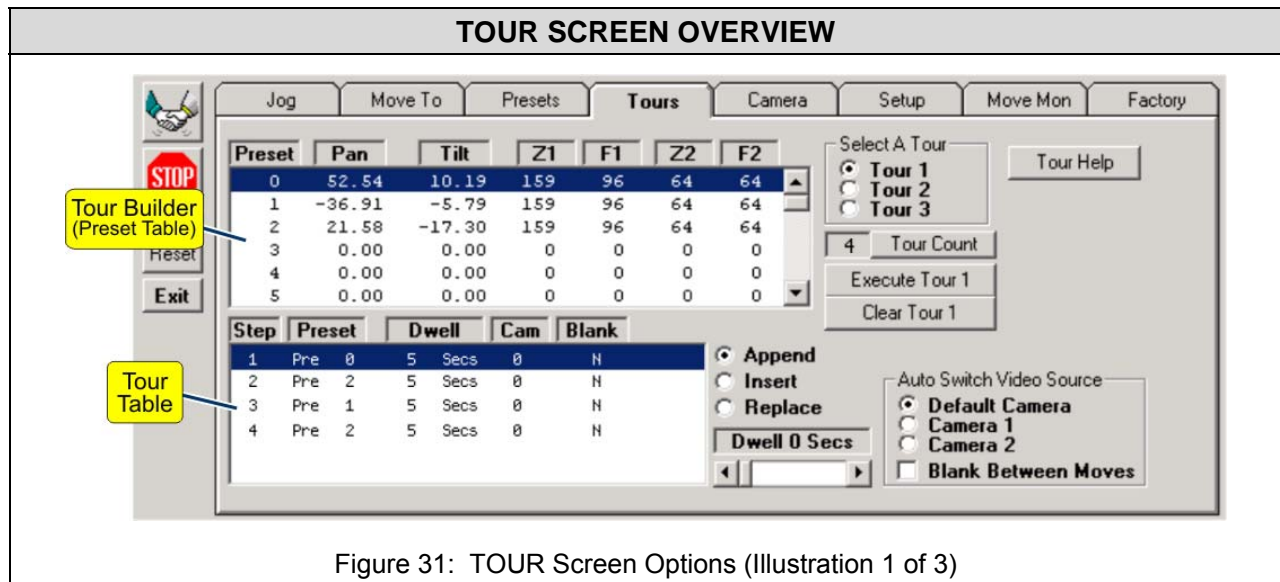 TOUR SCREEN OVERVIEW
Jog Move To Presets Tours Camera Setup Move Mon Factory
STOP
Reset
Exit
Tour Builder
(Preset Table)
Preset Pan Tilt Z1 F1 Z2 F2
0 52.54 10.19 159 96 64 64
1 -36.91 -5.79 159 96 64 64
2 21.58 -17.30 159 96 64 64
3 0.00 0.00 0 0 0 0
4 0.00 0.00 0 0 0 0
5 0.00 0.00 0 0 0 0
Select A Tour
Tour 1
Tour 2
Tour 3
Tour Help
4 Tour Count
Execute Tour 1
Clear Tour 1
Tour
Table
Step Preset Dwell Cam Blank
1 Pre 0 5 Secs 0 N
2 Pre 2 5 Secs 0 N
3 Pre 1 5 Secs 0 N
4 Pre 2 5 Secs 0 N
Append
Insert
Replace
Dwell 0 Secs
Auto Switch Video Source
Default Camera
Camera 1
Camera 2
Blank Between Moves
Figure 31: TOUR Screen Options (Illustration 1 of 3)